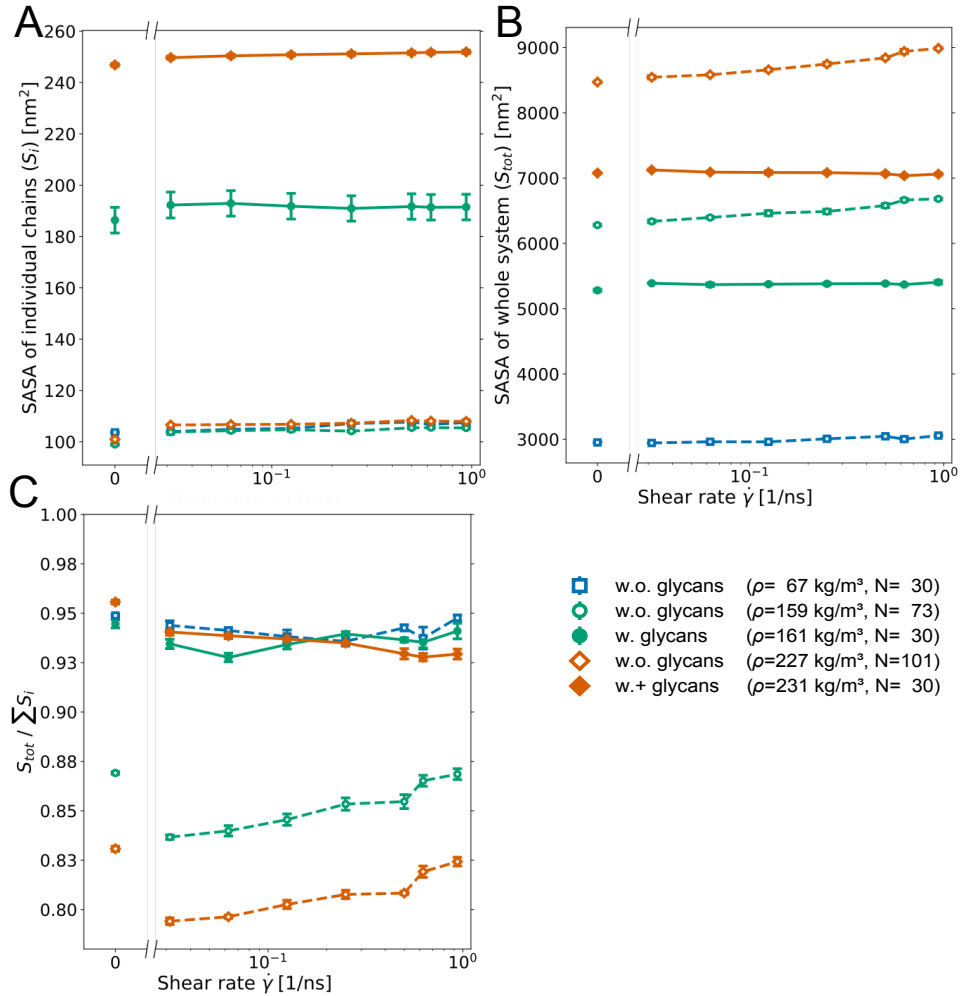 A
SASA of individual chains (S_i) [nm²]
260
240
220
200
180
160
140
120
100
0
10⁻¹
10⁰
B
SASA of whole system (S_tot) [nm²]
9000
8000
7000
6000
5000
4000
3000
0
10⁻¹
10⁰
Shear rate γ̇ [1/ns]
C
S_tot / ∑ S_i
1.00
0.98
0.95
0.93
0.90
0.88
0.85
0.83
0.80
0
10⁻¹
10⁰
Shear rate γ̇ [1/ns]
w.o. glycans (ρ= 67 kg/m³, N= 30)
w.o. glycans (ρ=159 kg/m³, N= 73)
w. glycans (ρ=161 kg/m³, N= 30)
w.o. glycans (ρ=227 kg/m³, N=101)
w.+ glycans (ρ=231 kg/m³, N= 30)